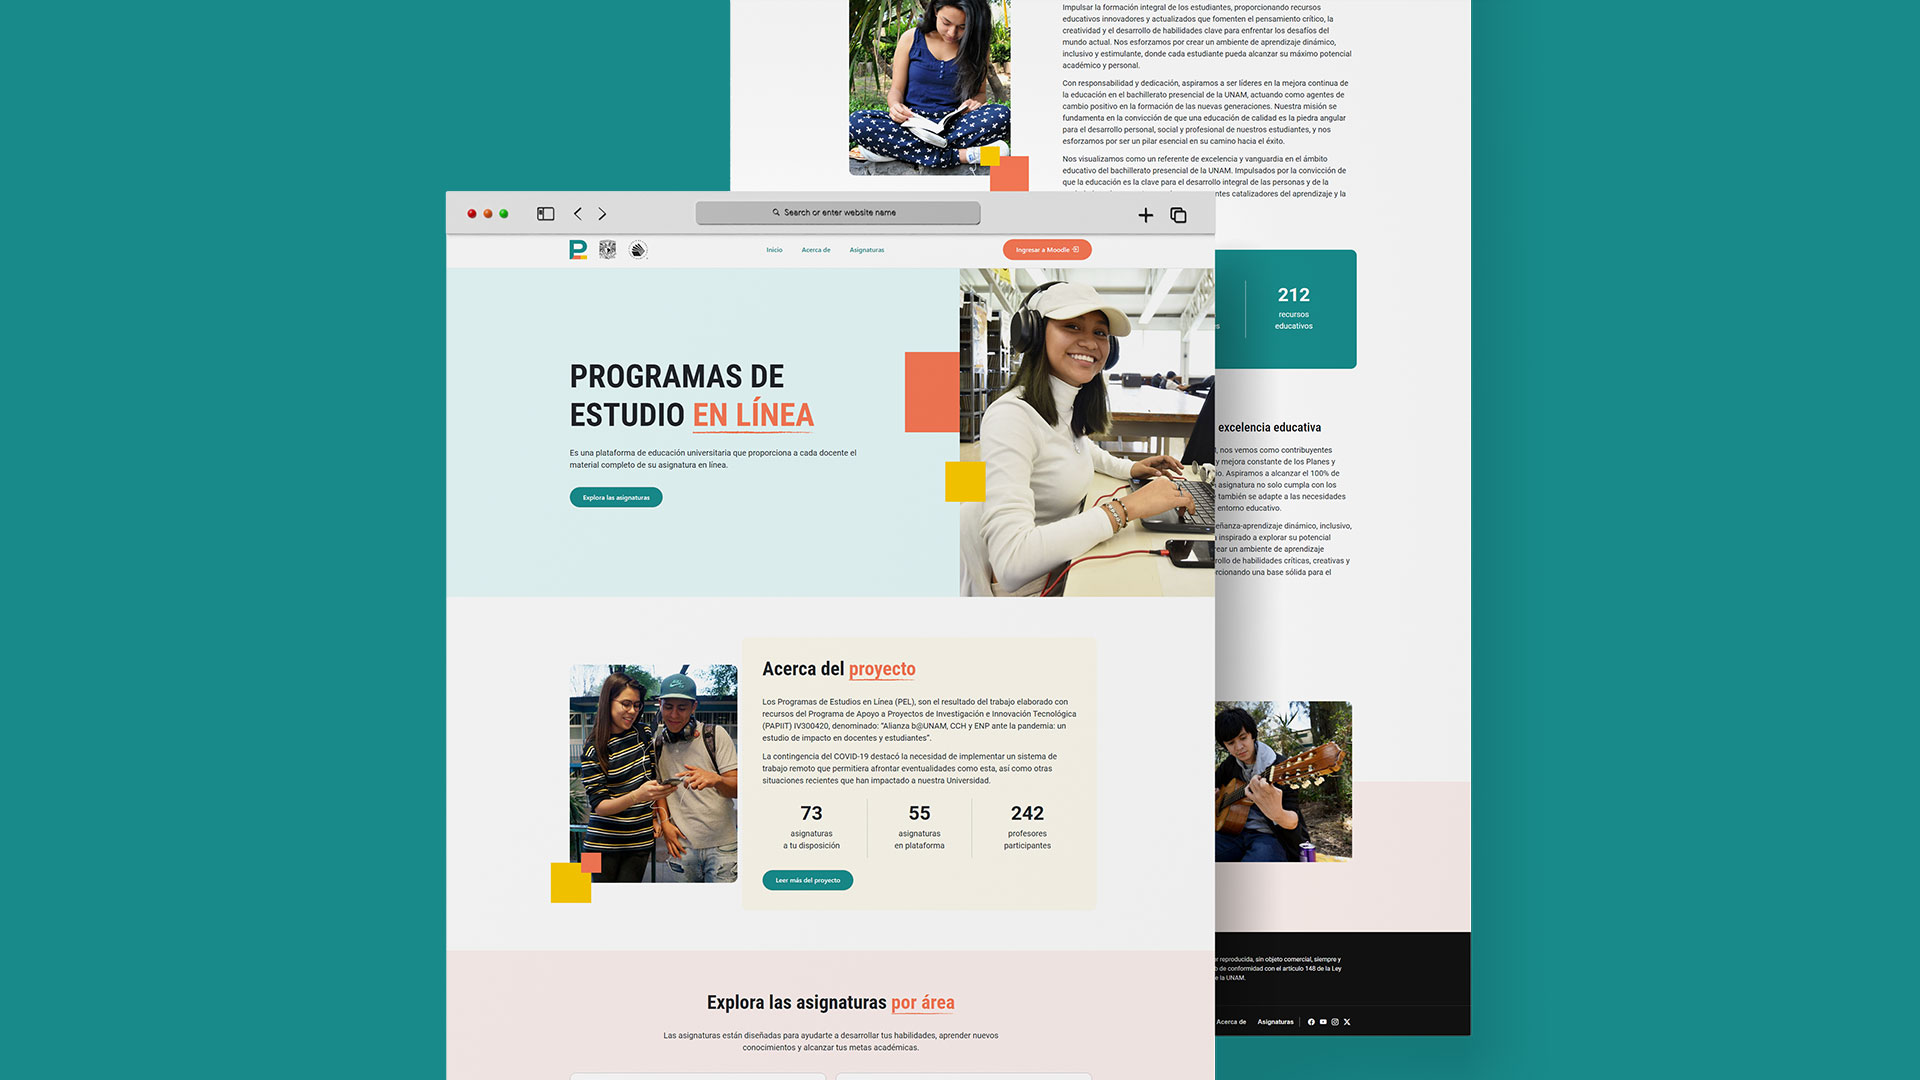 Impulsar la formación integral de los estudiantes, proporcionando recursos
educativos innovadores y actualizados que fomenten el pensamiento crítico, la
creatividad y el desarrollo de habilidades clave para enfrentar los desafíos del
mundo actual. Nos esforzamos por crear un ambiente de aprendizaje dinámico,
inclusivo y estimulante, donde cada estudiante pueda alcanzar su máximo potencial
académico y personal.
Con responsabilidad y dedicación, aspiramos a ser líderes en la mejora continua de
la educación en el bachillerato presencial de la UNAM, actuando como agentes de
cambio positivo en la formación de las nuevas generaciones. Nuestra misión se
fundamenta en la convicción de que una educación de calidad es la piedra angular
para el desarrollo personal, social y profesional de nuestros estudiantes, y nos
esforzamos por ser un pilar esencial en su camino hacia el éxito.
Nos visualizamos como un referente de excelencia y vanguardia en el ámbito
educativo del bachillerato presencial de la UNAM. Impulsados por la convicción de
que la educación es la clave para el desarrollo integral de las personas y de la
ntes catalizadores del aprendizaje y la
Search or enter website name
Inicio Acerca de Asignaturas
Ingresar a Moodle
PROGRAMAS DE
ESTUDIO EN LÍNEA
Es una plataforma de educación universitaria que proporciona a cada docente el
material completo de su asignatura en línea.
Explora las asignaturas
Acerca del proyecto
Los Programas de Estudios en Línea (PEL), son el resultado del trabajo elaborado con
recursos del Programa de Apoyo a Proyectos de Investigación e Innovación Tecnológica
(PAPIIT) IV300420, denominado: "Alianza b@UNAM, CCH y ENP ante la pandemia: un
estudio de impacto en docentes y estudiantes".
La contingencia del COVID-19 destacó la necesidad de implementar un sistema de
trabajo remoto que permitiera afrontar eventualidades como esta, así como otras
situaciones recientes que han impactado a nuestra Universidad.
73
asignaturas
a tu disposición
55
asignaturas
en plataforma
242
profesores
participantes
Leer más del proyecto
Explora las asignaturas por área
Las asignaturas están diseñadas para ayudarte a desarrollar tus habilidades, aprender nuevos
conocimientos y alcanzar tus metas académicas.
s
212
recursos
educativos
excelencia educativa
, nos vemos como contribuyentes
y mejora constante de los Planes y
io. Aspiramos a alcanzar el 100% de
asignatura no solo cumpla con los
también se adapte a las necesidades
entorno educativo.
eñanza-aprendizaje dinámico, inclusivo,
inspirado a explorar su potencial
rear un ambiente de aprendizaje
rollo de habilidades críticas, creativas y
rcionando una base sólida para el
r reproducida, sin objeto comercial, siempre y
de conformidad con el artículo 148 de la Ley
e la UNAM.
Acerca de Asignaturas